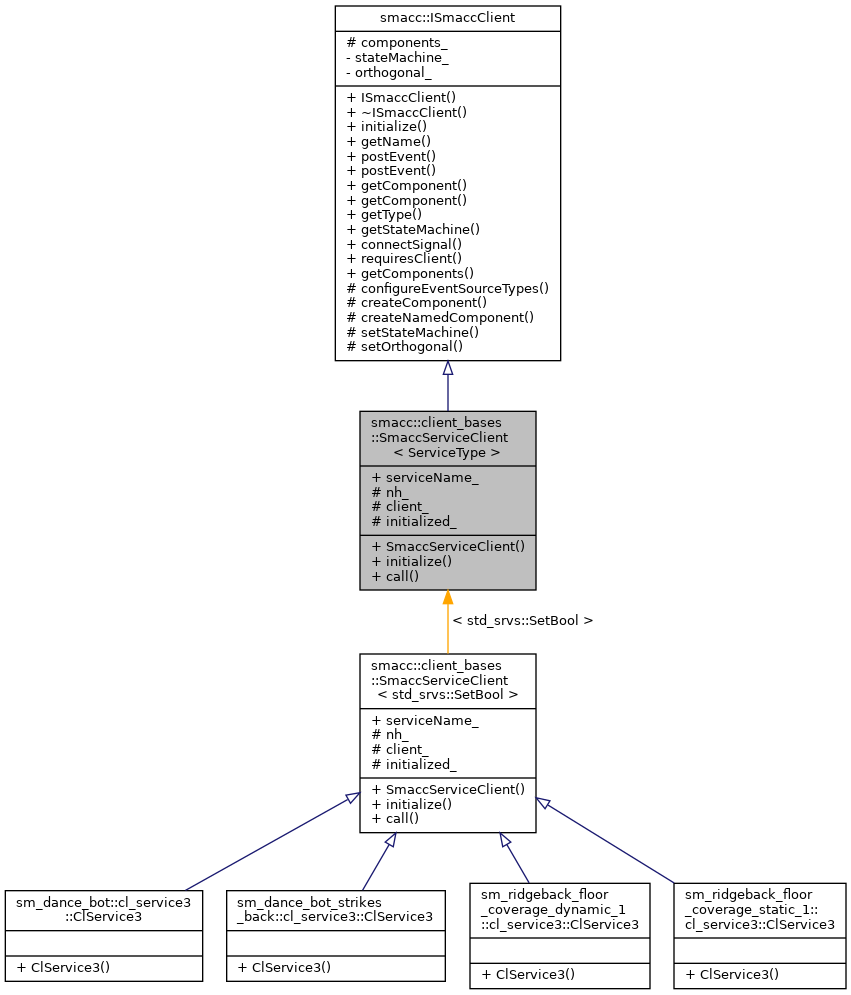 smacc::ISmaccClient
# components_
- stateMachine_
- orthogonal_
+ ISmaccClient()
+ ~ISmaccClient()
+ initialize()
+ getName()
+ postEvent()
+ postEvent()
+ getComponent()
+ getComponent()
+ getType()
+ getStateMachine()
+ connectSignal()
+ requiresClient()
+ getComponents()
# configureEventSourceTypes()
# createComponent()
# createNamedComponent()
# setStateMachine()
# setOrthogonal()
smacc::client_bases
::SmaccServiceClient
< ServiceType >
+ serviceName_
# nh_
# client_
# initialized_
+ SmaccServiceClient()
+ initialize()
+ call()
< std_srvs::SetBool >
smacc::client_bases
::SmaccServiceClient
< std_srvs::SetBool >
+ serviceName_
# nh_
# client_
# initialized_
+ SmaccServiceClient()
+ initialize()
+ call()
sm_dance_bot::cl_service3
::ClService3
+ ClService3()
sm_dance_bot_strikes
_back::cl_service3::ClService3
+ ClService3()
sm_ridgeback_floor
_coverage_dynamic_1
::cl_service3::ClService3
+ ClService3()
sm_ridgeback_floor
_coverage_static_1::
cl_service3::ClService3
+ ClService3()